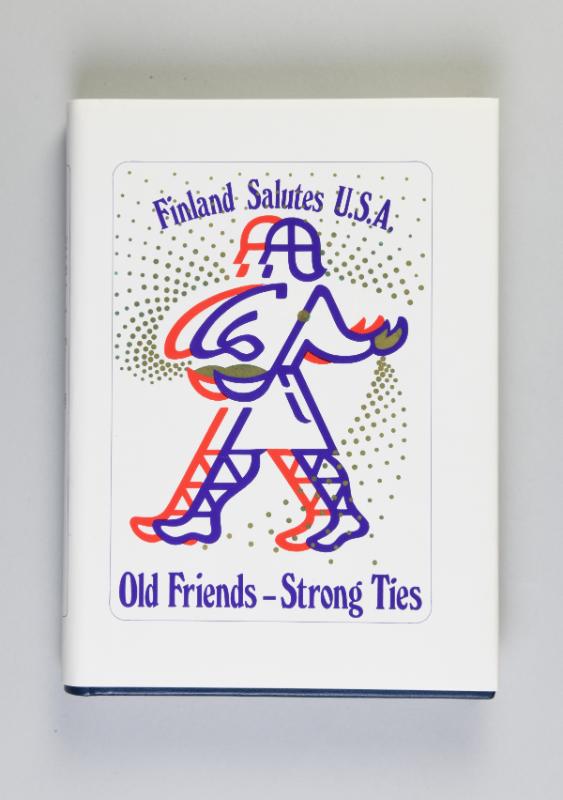 Finland Salutes U.S.A.
Old Friends – Strong Ties